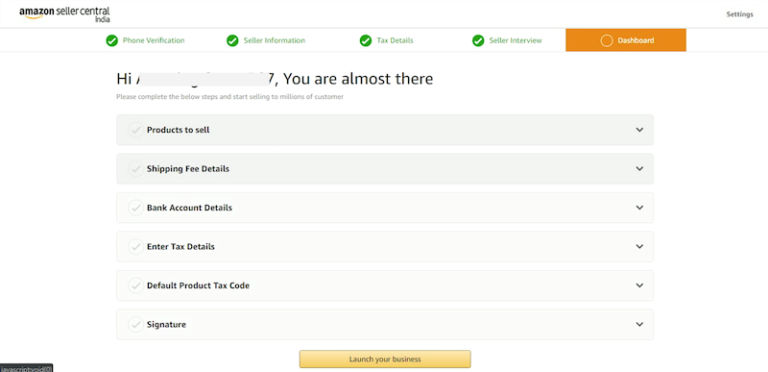 amazon seller central
India
Settings
Phone Verification
Seller Information
Tax Details
Seller Interview
Dashboard
Hi 7, You are almost there
Please complete the below steps and start selling to millions of customer
Products to sell
Shipping Fee Details
Bank Account Details
Enter Tax Details
Default Product Tax Code
Signature
Launch your business
javascript:void(0)